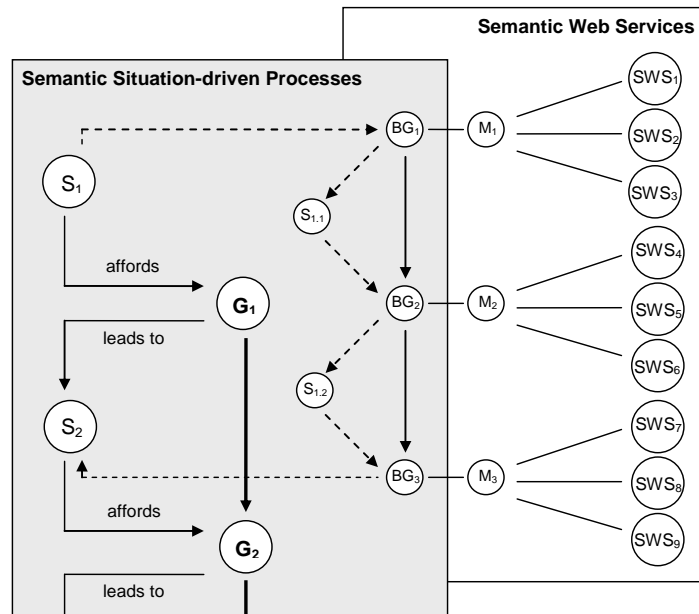 Semantic Web Services
Semantic Situation-driven Processes
SWS₁
BG₁
M₁
SWS₂
S₁
SWS₃
S₁.₁
SWS₄
affords
G₁
BG₂
M₂
SWS₅
leads to
SWS₆
S₁.₂
S₂
SWS₇
BG₃
M₃
SWS₈
affords
SWS₉
G₂
leads to